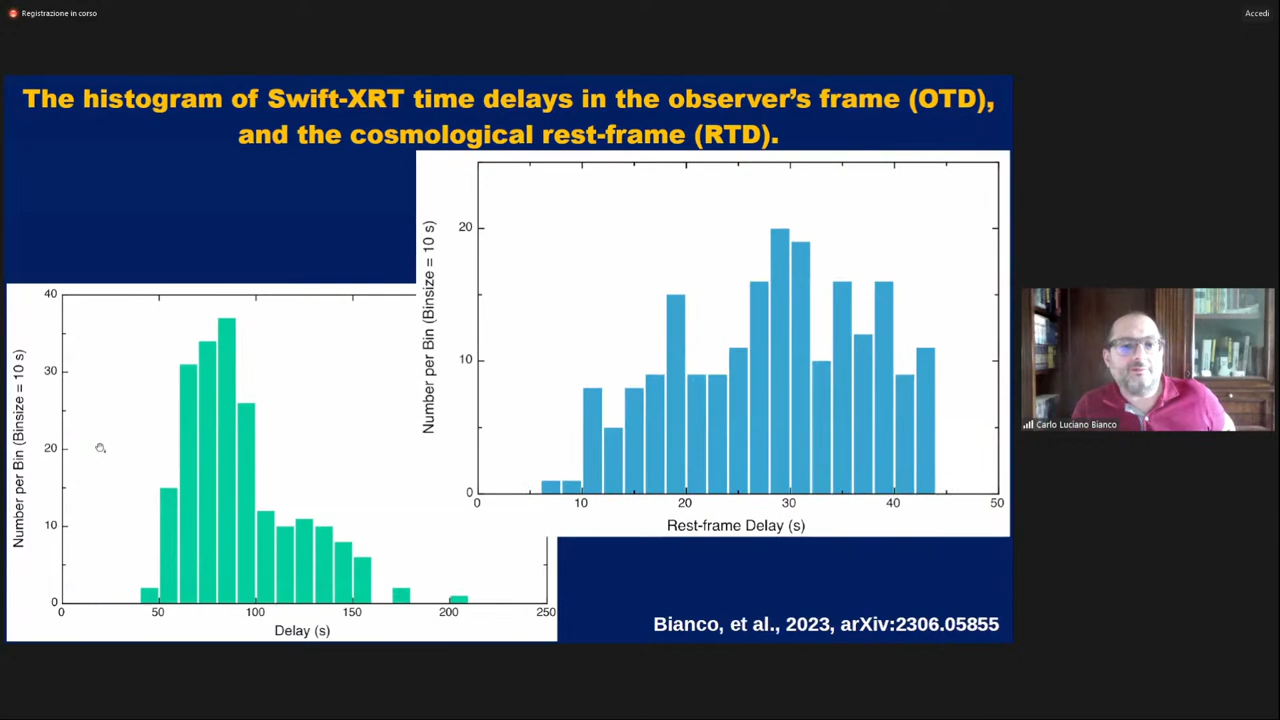 Registrazione in corso
Accedi
The histogram of Swift-XRT time delays in the observer's frame (OTD),
and the cosmological rest-frame (RTD).
Number per Bin (Binsize = 10 s)
20
10
0
0
10
20
30
40
50
Rest-frame Delay (s)
Number per Bin (Binsize = 10 s)
40
30
20
10
0
0
50
100
150
200
250
Delay (s)
Bianco, et al., 2023, arXiv:2306.05855
Carlo Luciano Bianco